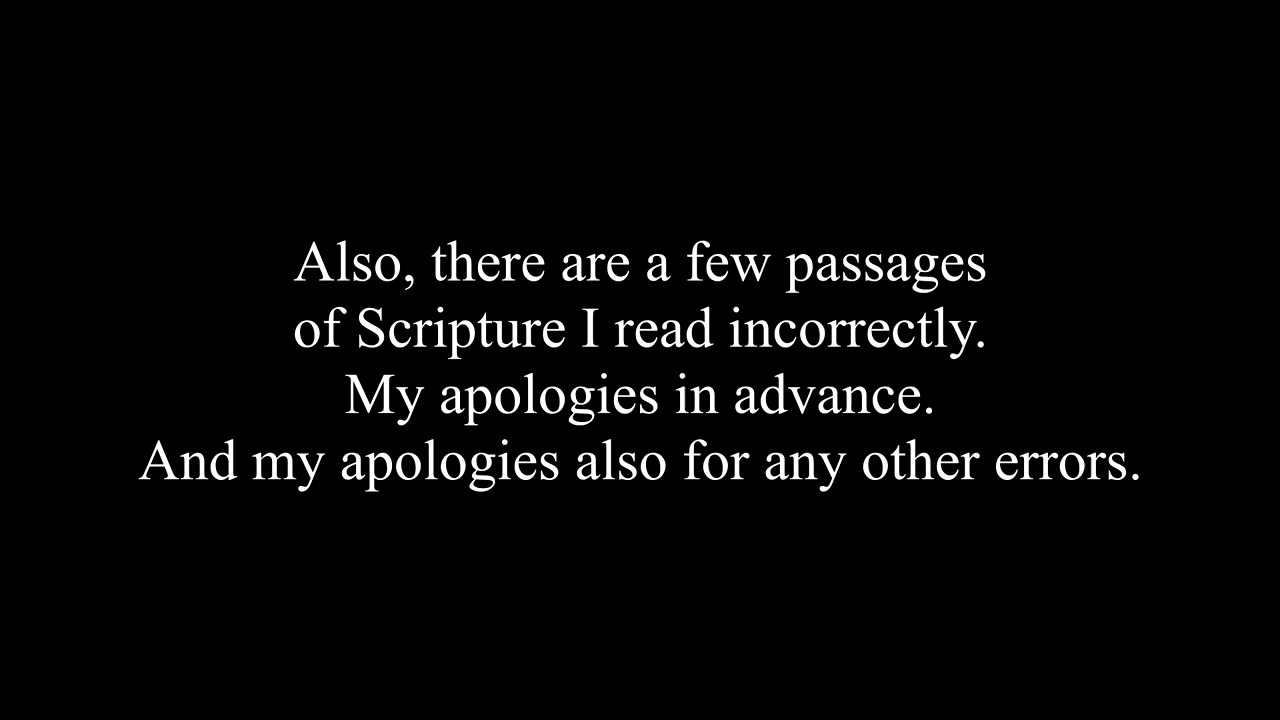 Also, there are a few passages
of Scripture I read incorrectly.
My apologies in advance.
And my apologies also for any other errors.